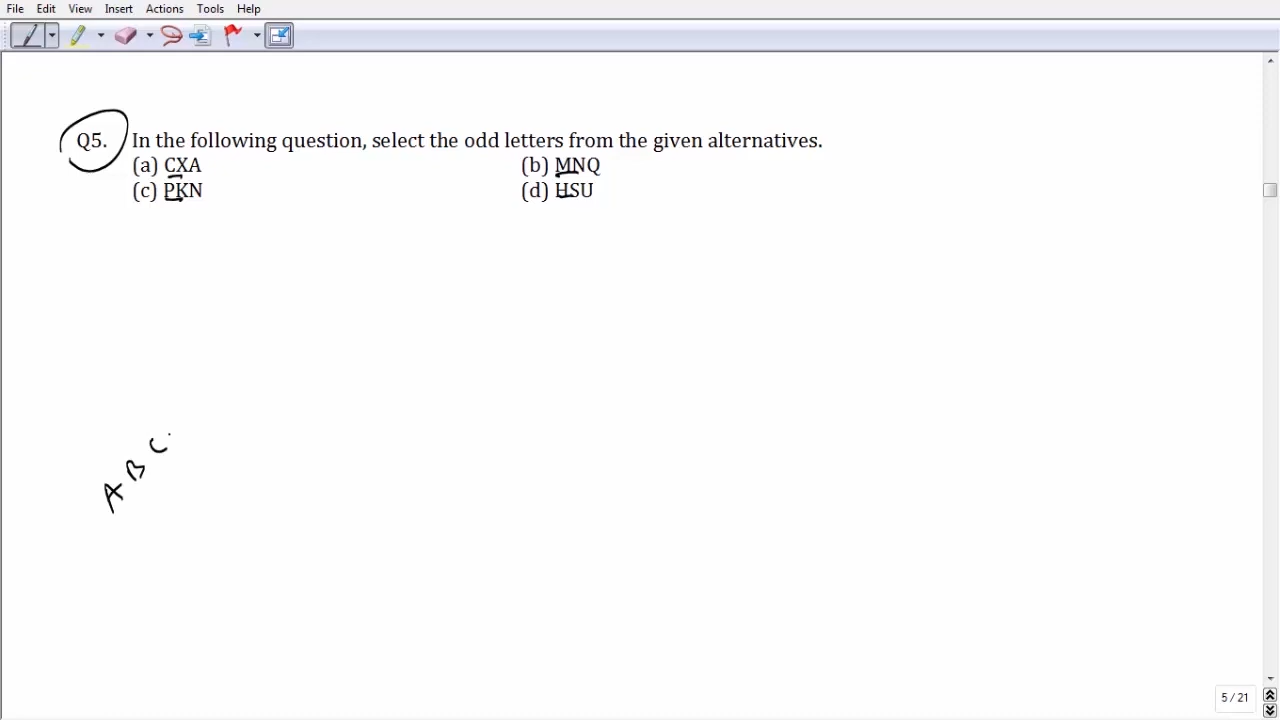 File Edit View Insert Actions Tools Help
Q5. In the following question, select the odd letters from the given alternatives.
(a) CXA (b) MNQ
(c) PKN (d) HSU
A B C
5 / 21